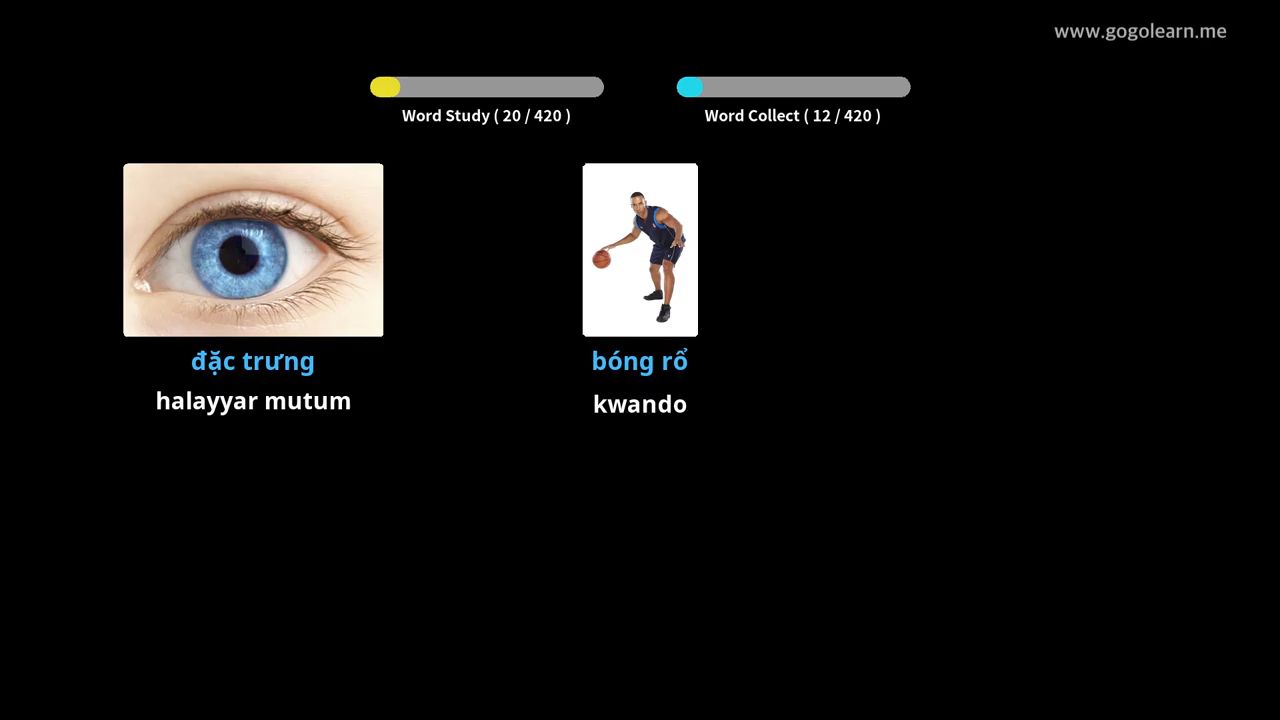 www.gogolearn.me
Word Study ( 20 / 420 )
Word Collect ( 12 / 420 )
đặc trưng
halayyar mutum
bóng rổ
kwando